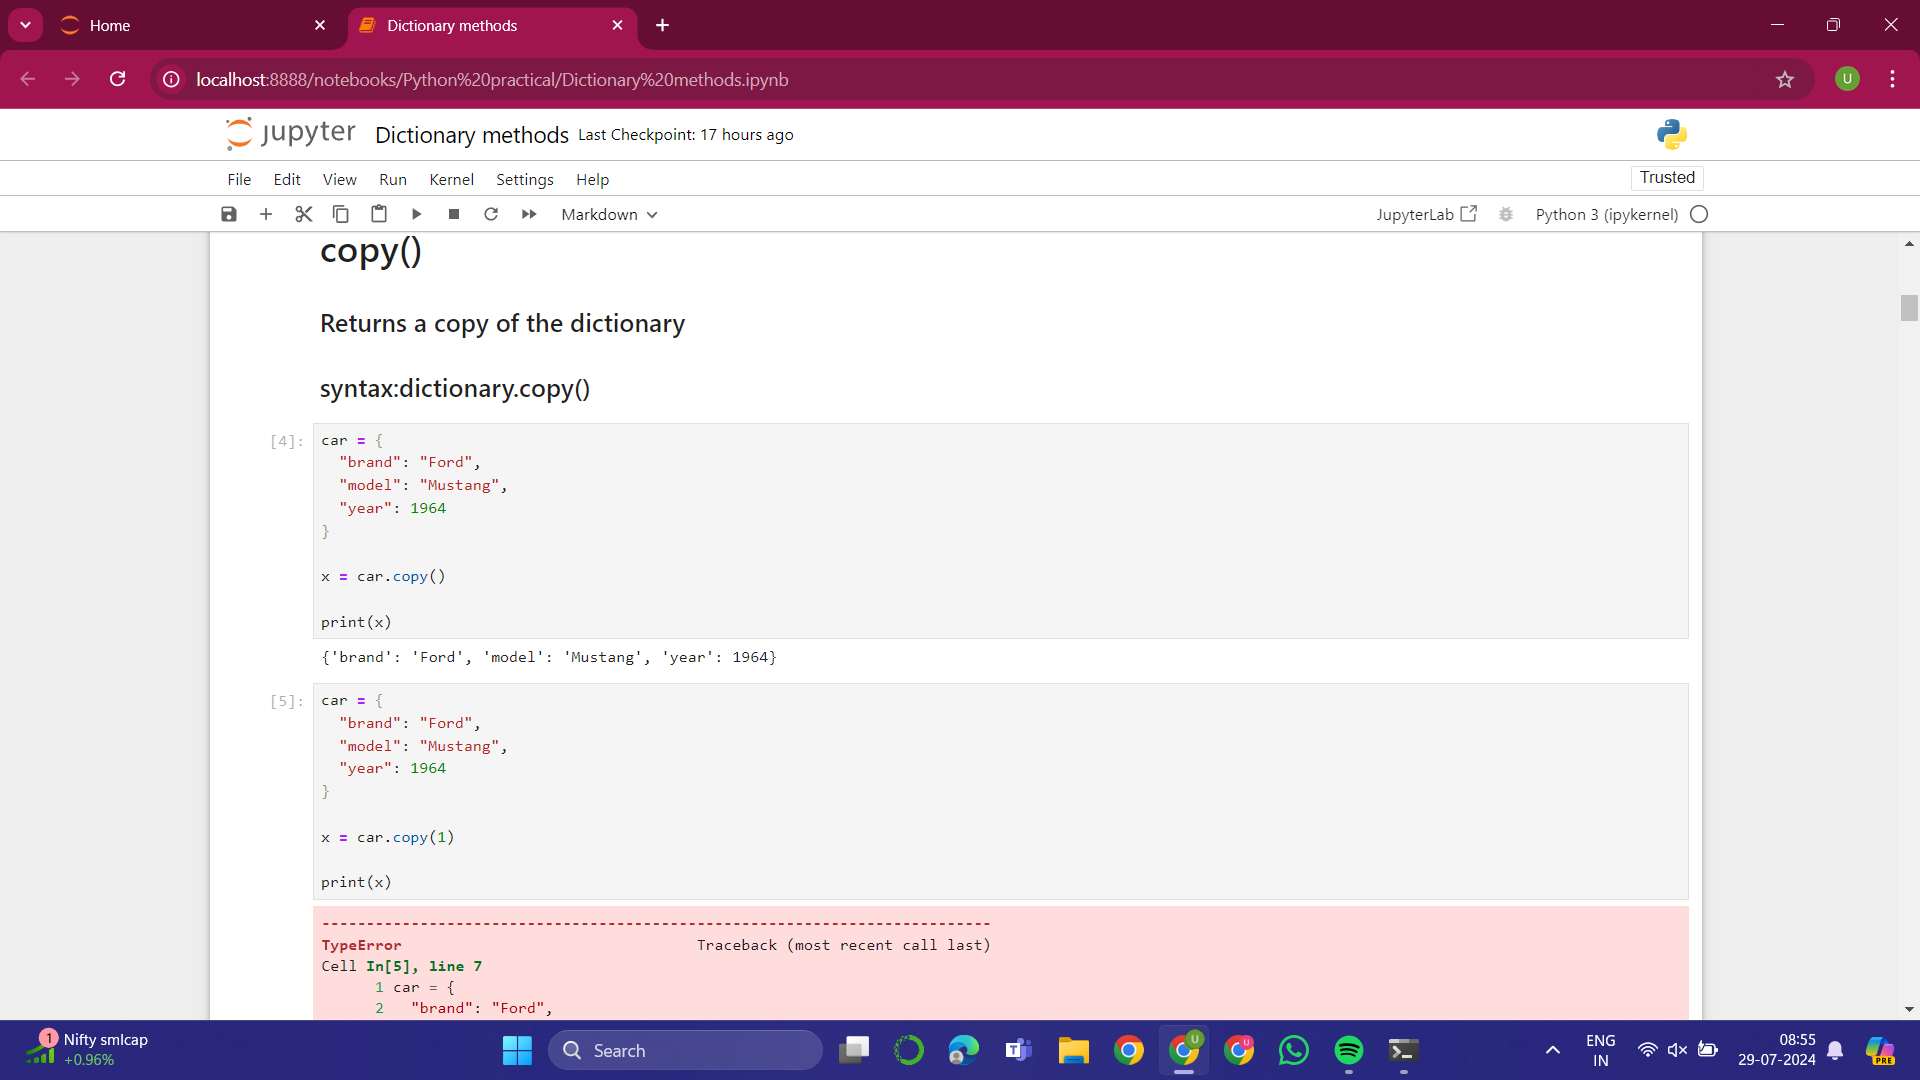 Home
Dictionary methods
localhost:8888/notebooks/Python%20practical/Dictionary%20methods.ipynb
U
jupyter Dictionary methods Last Checkpoint: 17 hours ago
File Edit View Run Kernel Settings Help
Trusted
Markdown
JupyterLab
Python 3 (ipykernel)
copy()
Returns a copy of the dictionary
syntax:dictionary.copy()
[4]: car = {
"brand": "Ford",
"model": "Mustang",
"year": 1964
}
x = car.copy()
print(x)
{'brand': 'Ford', 'model': 'Mustang', 'year': 1964}
[5]: car = {
"brand": "Ford",
"model": "Mustang",
"year": 1964
}
x = car.copy(1)
print(x)
---------------------------------------------------------------------------
TypeError Traceback (most recent call last)
Cell In[5], line 7
1 car = {
2 "brand": "Ford",
1
Nifty smlcap
+0.96%
Search
T
U
U
ENG
IN
08:55
29-07-2024
PRE